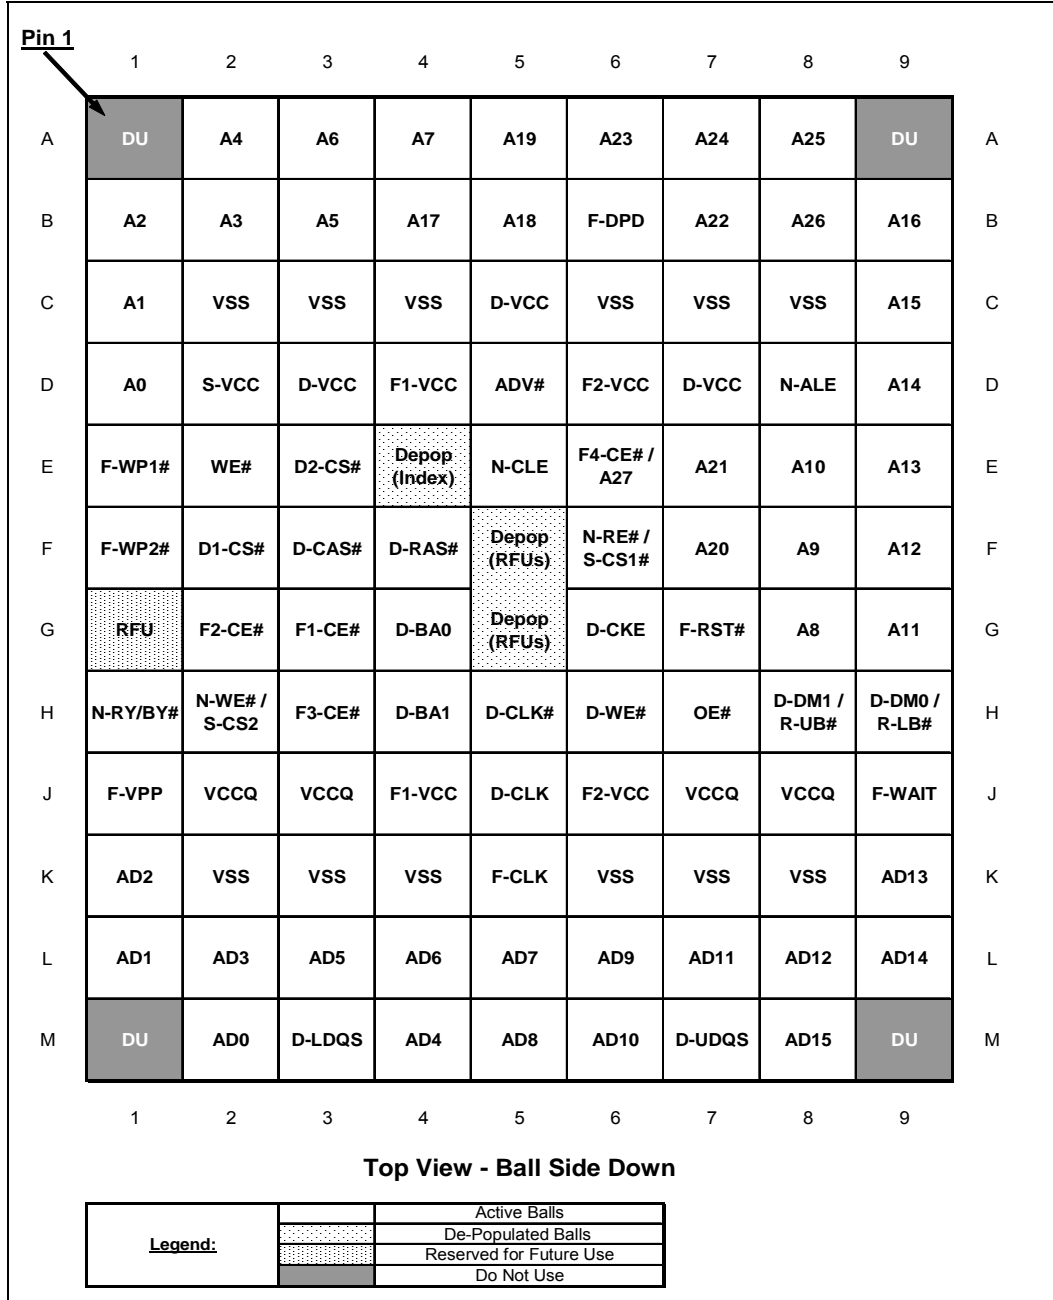 Pin 1
1 2 3 4 5 6 7 8 9
A DU A4 A6 A7 A19 A23 A24 A25 DU A
B A2 A3 A5 A17 A18 F-DPD A22 A26 A16 B
C A1 VSS VSS VSS D-VCC VSS VSS VSS A15 C
D A0 S-VCC D-VCC F1-VCC ADV# F2-VCC D-VCC N-ALE A14 D
E F-WP1# WE# D2-CS# Depop (Index) N-CLE F4-CE# / A27 A21 A10 A13 E
F F-WP2# D1-CS# D-CAS# D-RAS# Depop (RFUs) N-RE# / S-CS1# A20 A9 A12 F
G RFU F2-CE# F1-CE# D-BA0 Depop (RFUs) D-CKE F-RST# A8 A11 G
H N-RY/BY# N-WE# / S-CS2 F3-CE# D-BA1 D-CLK# D-WE# OE# D-DM1 / R-UB# D-DM0 / R-LB# H
J F-VPP VCCQ VCCQ F1-VCC D-CLK F2-VCC VCCQ VCCQ F-WAIT J
K AD2 VSS VSS VSS F-CLK VSS VSS VSS AD13 K
L AD1 AD3 AD5 AD6 AD7 AD9 AD11 AD12 AD14 L
M DU AD0 D-LDQS AD4 AD8 AD10 D-UDQS AD15 DU M
1 2 3 4 5 6 7 8 9
Top View - Ball Side Down
Legend:
Active Balls
De-Populated Balls
Reserved for Future Use
Do Not Use